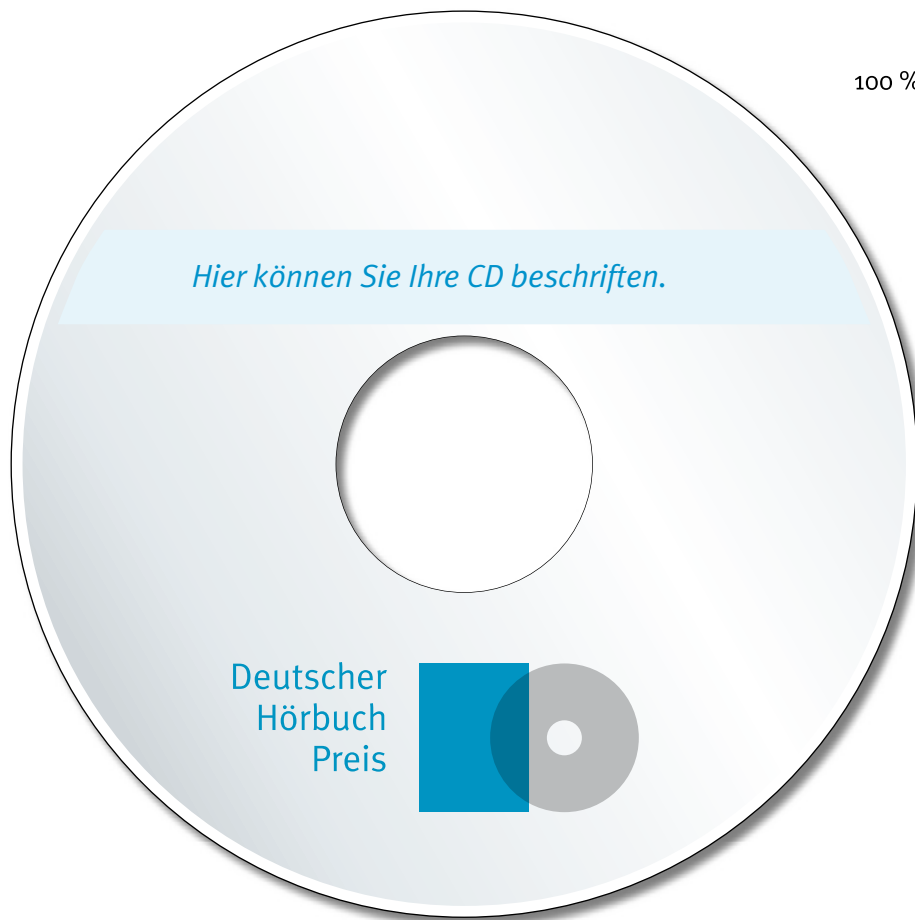 100 %
Hier können Sie Ihre CD beschriften.
Deutscher
Hörbuch
Preis